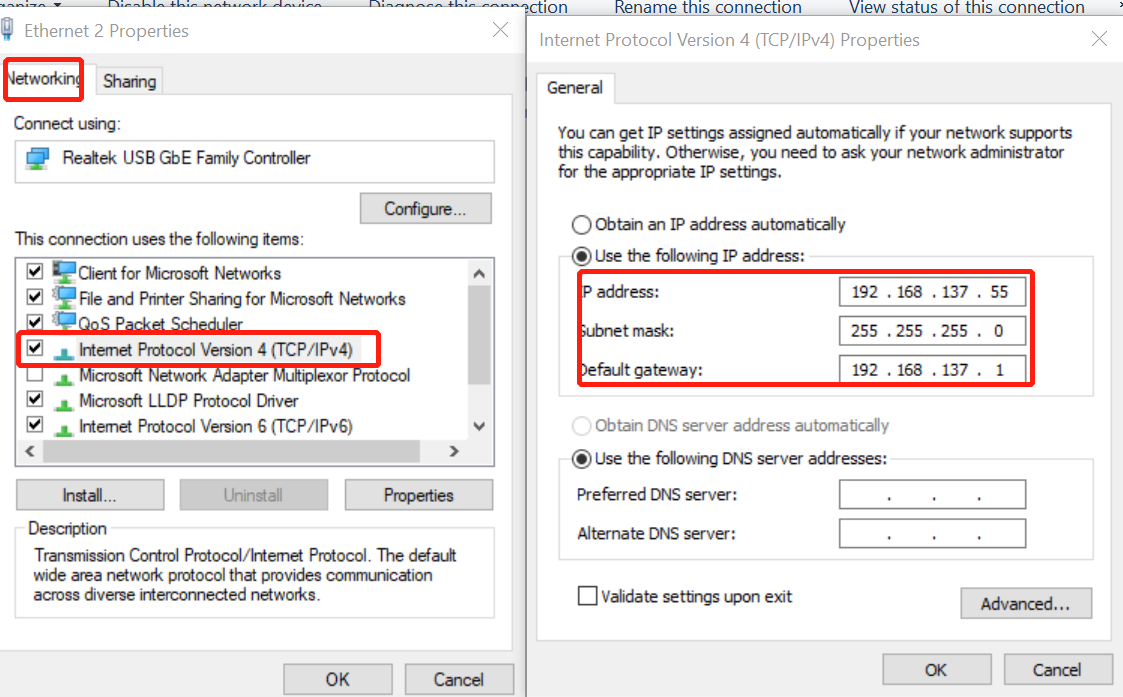 Disable this network device
Diagnose this connection
Rename this connection
View status of this connection
Ethernet 2 Properties
Networking
Sharing
Connect using:
Realtek USB GbE Family Controller
Configure...
This connection uses the following items:
Client for Microsoft Networks
File and Printer Sharing for Microsoft Networks
QoS Packet Scheduler
Internet Protocol Version 4 (TCP/IPv4)
Microsoft Network Adapter Multiplexor Protocol
Microsoft LLDP Protocol Driver
Internet Protocol Version 6 (TCP/IPv6)
Install...
Uninstall
Properties
Description
Transmission Control Protocol/Internet Protocol. The default
wide area network protocol that provides communication
across diverse interconnected networks.
OK
Cancel
Internet Protocol Version 4 (TCP/IPv4) Properties
General
You can get IP settings assigned automatically if your network supports
this capability. Otherwise, you need to ask your network administrator
for the appropriate IP settings.
Obtain an IP address automatically
Use the following IP address:
IP address: 192 . 168 . 137 . 55
Subnet mask: 255 . 255 . 255 . 0
Default gateway: 192 . 168 . 137 . 1
Obtain DNS server address automatically
Use the following DNS server addresses:
Preferred DNS server: . . .
Alternate DNS server: . . .
Validate settings upon exit
Advanced...
OK
Cancel